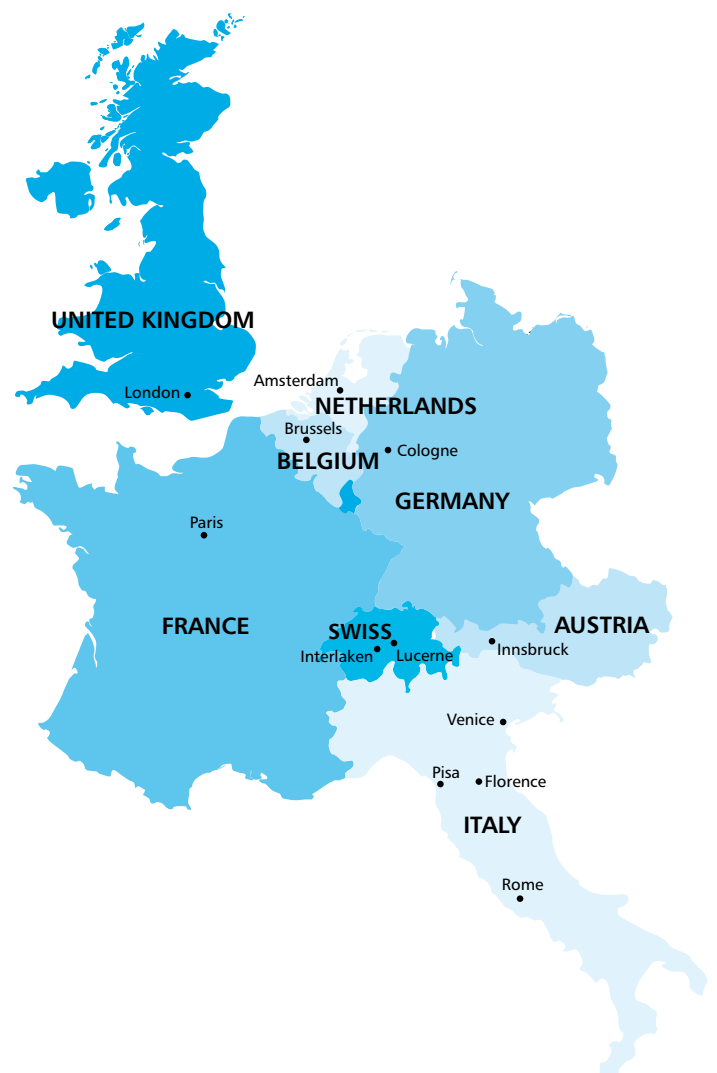 UNITED KINGDOM
London
Amsterdam
NETHERLANDS
Brussels
BELGIUM
Cologne
GERMANY
Paris
FRANCE
SWISS
AUSTRIA
Interlaken
Lucerne
Innsbruck
Venice
Pisa
Florence
ITALY
Rome